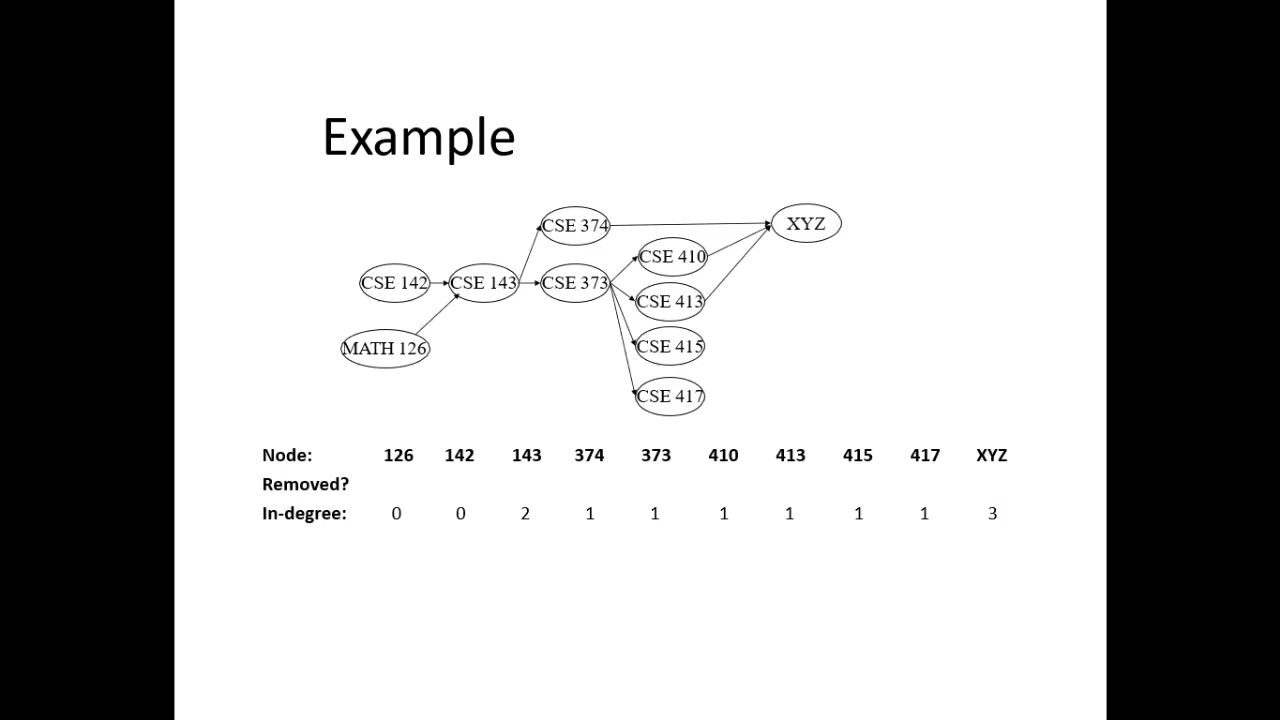 Example
CSE 374
XYZ
CSE 410
CSE 142
CSE 143
CSE 373
CSE 413
MATH 126
CSE 415
CSE 417
Node: 126 142 143 374 373 410 413 415 417 XYZ
Removed?
In-degree: 0 0 2 1 1 1 1 1 1 3